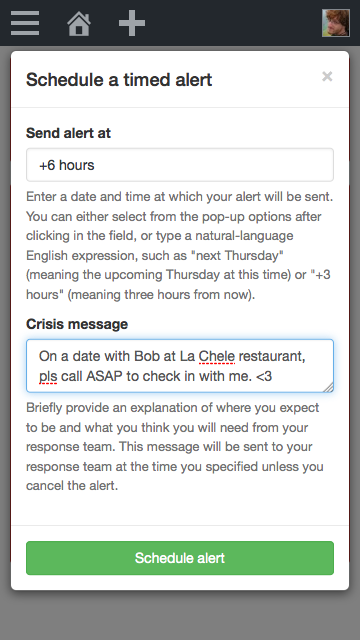 Schedule a timed alert
×
Send alert at
+6 hours
Enter a date and time at which your alert will be sent.
You can either select from the pop-up options after
clicking in the field, or type a natural-language
English expression, such as "next Thursday"
(meaning the upcoming Thursday at this time) or "+3
hours" (meaning three hours from now).
Crisis message
On a date with Bob at La Chele restaurant,
pls call ASAP to check in with me. <3
Briefly provide an explanation of where you expect
to be and what you think you will need from your
response team. This message will be sent to your
response team at the time you specified unless you
cancel the alert.
Schedule alert